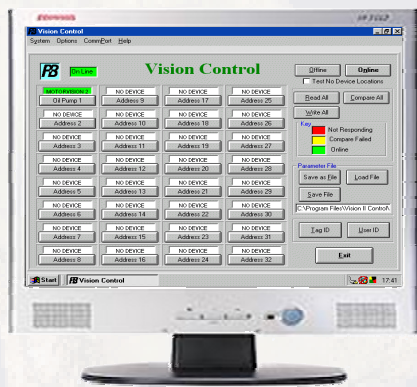 Vision Control
System Options CommPort Help
PB On-Line Vision Control Offline Online
Test No Device Locations
MOTORVISION 2 NO DEVICE NO DEVICE NO DEVICE
Oil Pump 1 Address 9 Address 17 Address 25
Read All Compare All
NO DEVICE NO DEVICE NO DEVICE NO DEVICE
Address 2 Address 10 Address 18 Address 26
Write All
Key
NO DEVICE NO DEVICE NO DEVICE NO DEVICE
Address 3 Address 11 Address 19 Address 27
Not Responding
Compare Failed
Online
NO DEVICE NO DEVICE NO DEVICE NO DEVICE
Address 4 Address 12 Address 20 Address 28
Parameter File
NO DEVICE NO DEVICE NO DEVICE NO DEVICE
Address 5 Address 13 Address 21 Address 29
Save as File Load File
NO DEVICE NO DEVICE NO DEVICE NO DEVICE
Address 6 Address 14 Address 22 Address 30
Save File
C:\Program Files\Vision II Control\
NO DEVICE NO DEVICE NO DEVICE NO DEVICE
Address 7 Address 15 Address 23 Address 31
Tag ID User ID
NO DEVICE NO DEVICE NO DEVICE NO DEVICE
Address 8 Address 16 Address 24 Address 32
Exit
Start PB Vision Control 17:41